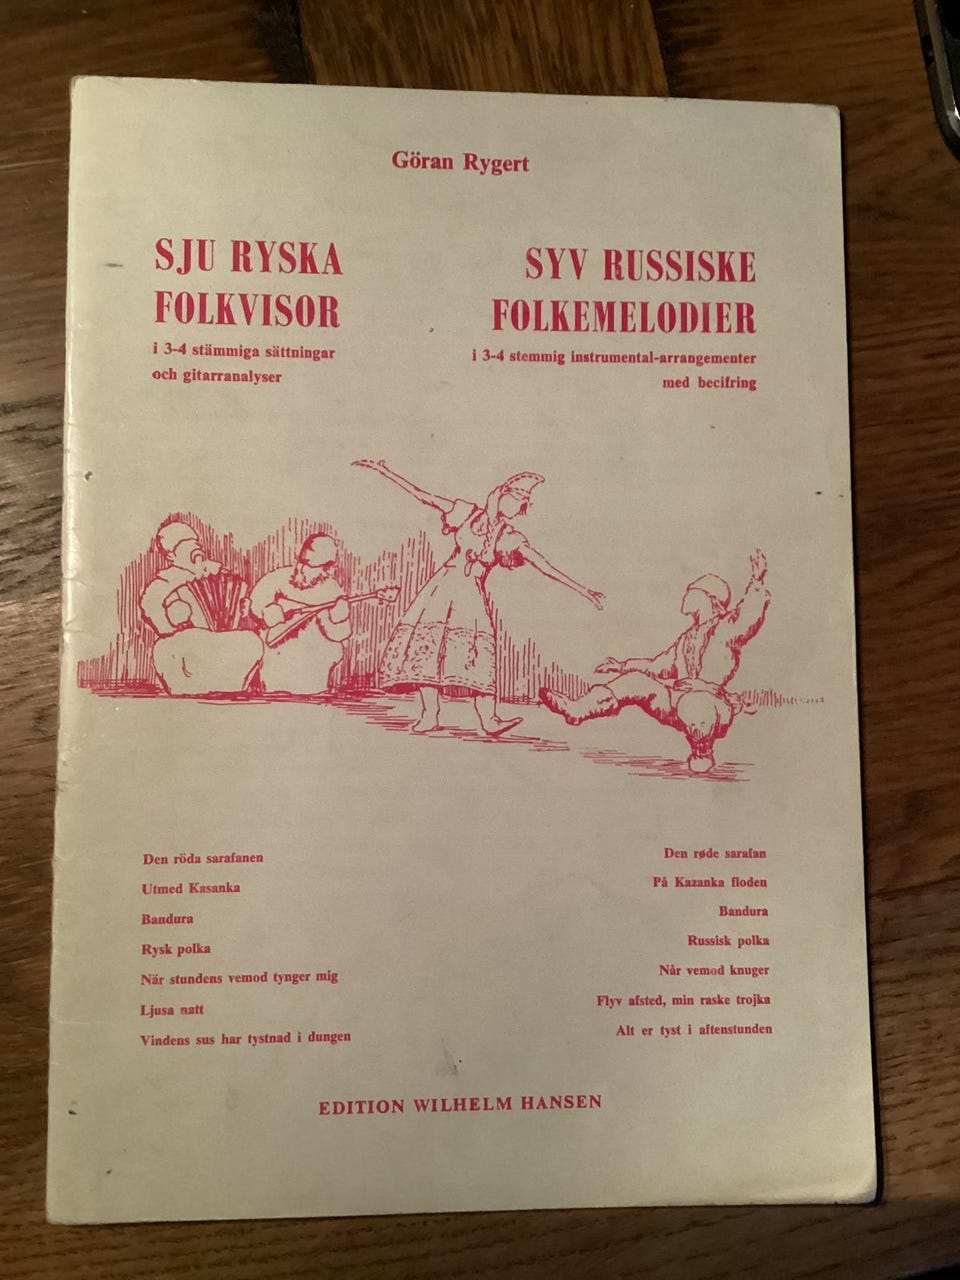 Göran Rygert
SJU RYSKA
FOLKVISOR
i 3-4 stämmiga sättningar
och gitarranalyser
SYV RUSSISKE
FOLKEMELODIER
i 3-4 stemmig instrumental-arrangementer
med becifring
Den röda sarafanen
Utmed Kasanka
Bandura
Rysk polka
När stundens vemod tynger mig
Ljusa natt
Vindens sus har tystnad i dungen
Den røde sarafan
På Kazanka floden
Bandura
Russisk polka
Når vemod knuger
Flyv afsted, min raske trojka
Alt er tyst i aftenstunden
EDITION WILHELM HANSEN